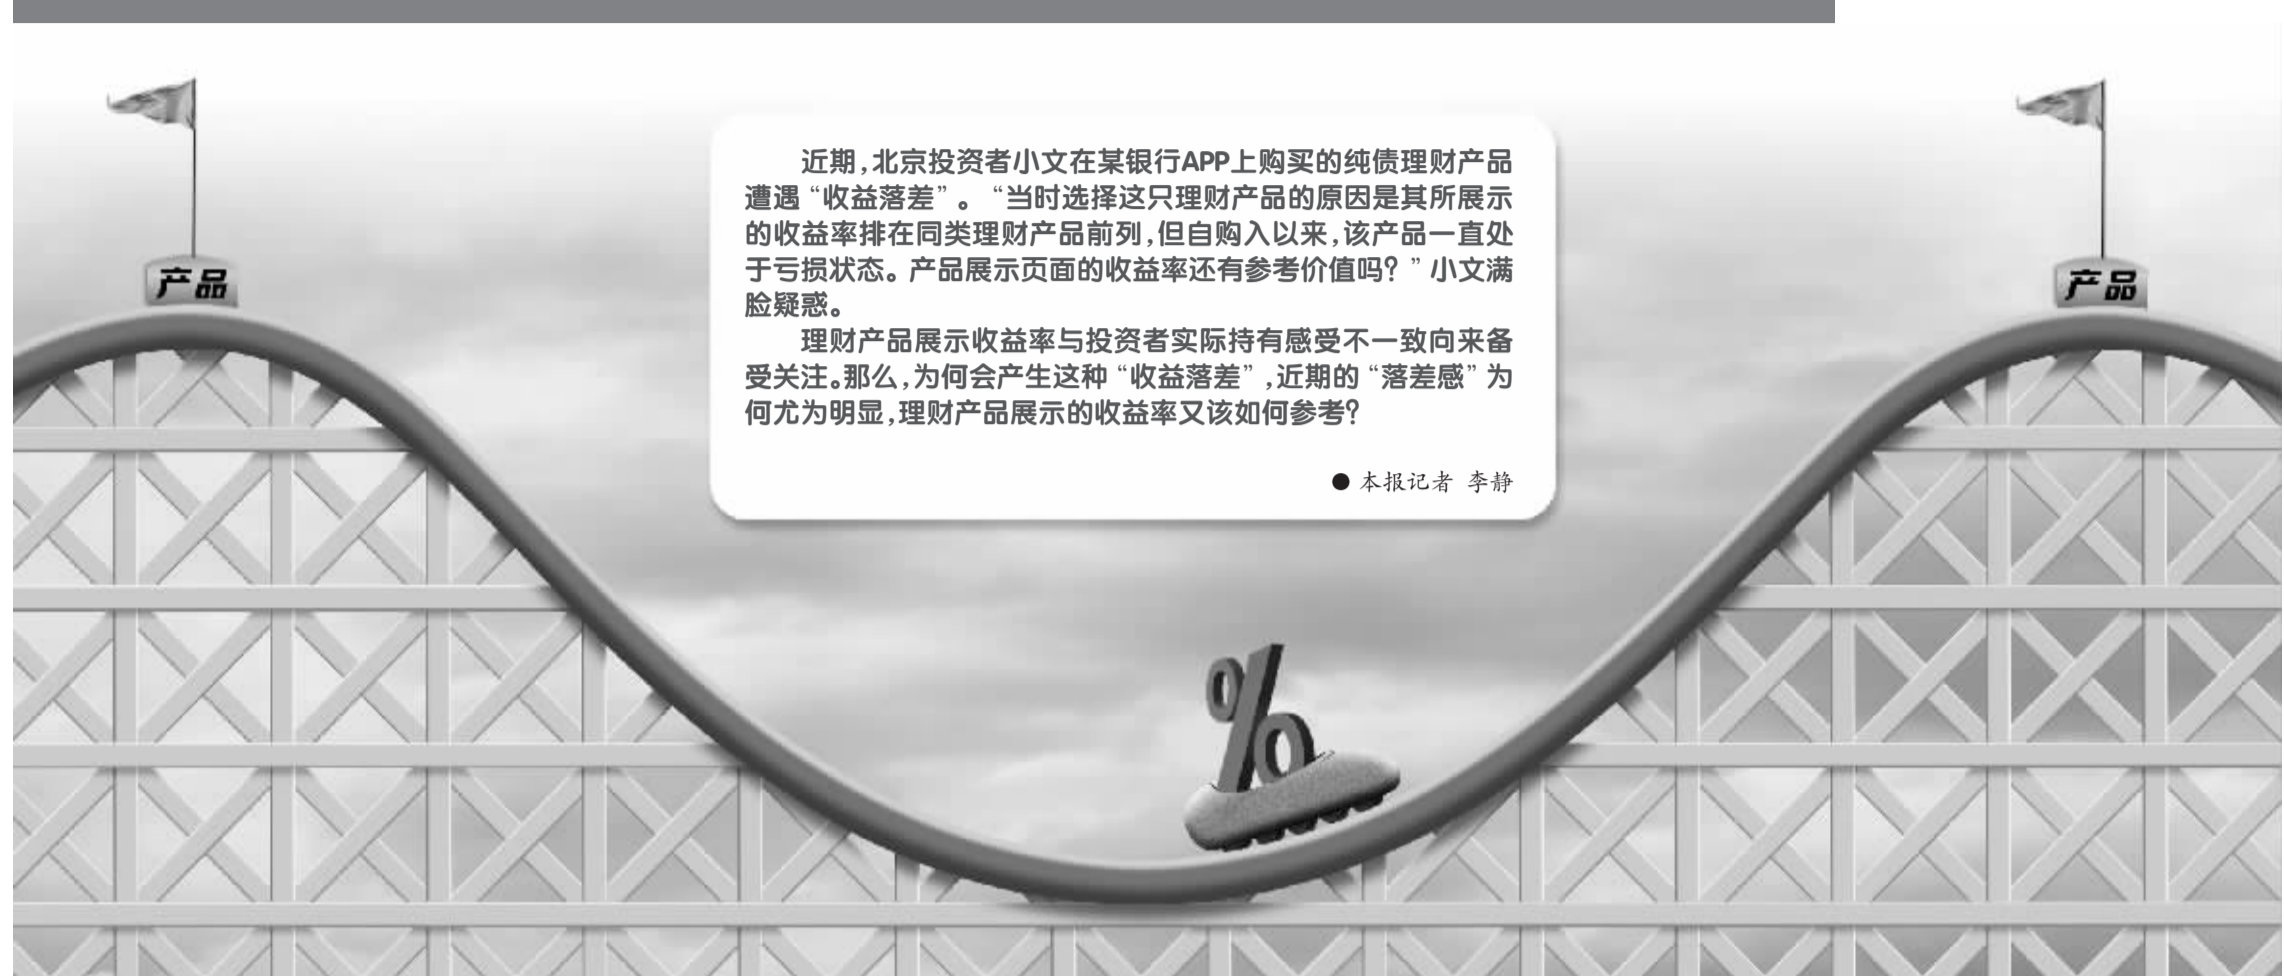 产品
产品
近期,北京投资者小文在某银行APP上购买的纯债理财产品
遭遇“收益落差”。“当时选择这只理财产品的原因是其所展示
的收益率排在同类理财产品前列,但自购入以来,该产品一直处
于亏损状态。产品展示页面的收益率还有参考价值吗？”小文满
脸疑惑。
理财产品展示收益率与投资者实际持有感受不一致向来备
受关注。那么,为何会产生这种“收益落差”,近期的“落差感”为
何尤为明显,理财产品展示的收益率又该如何参考？
● 本报记者 李静
%